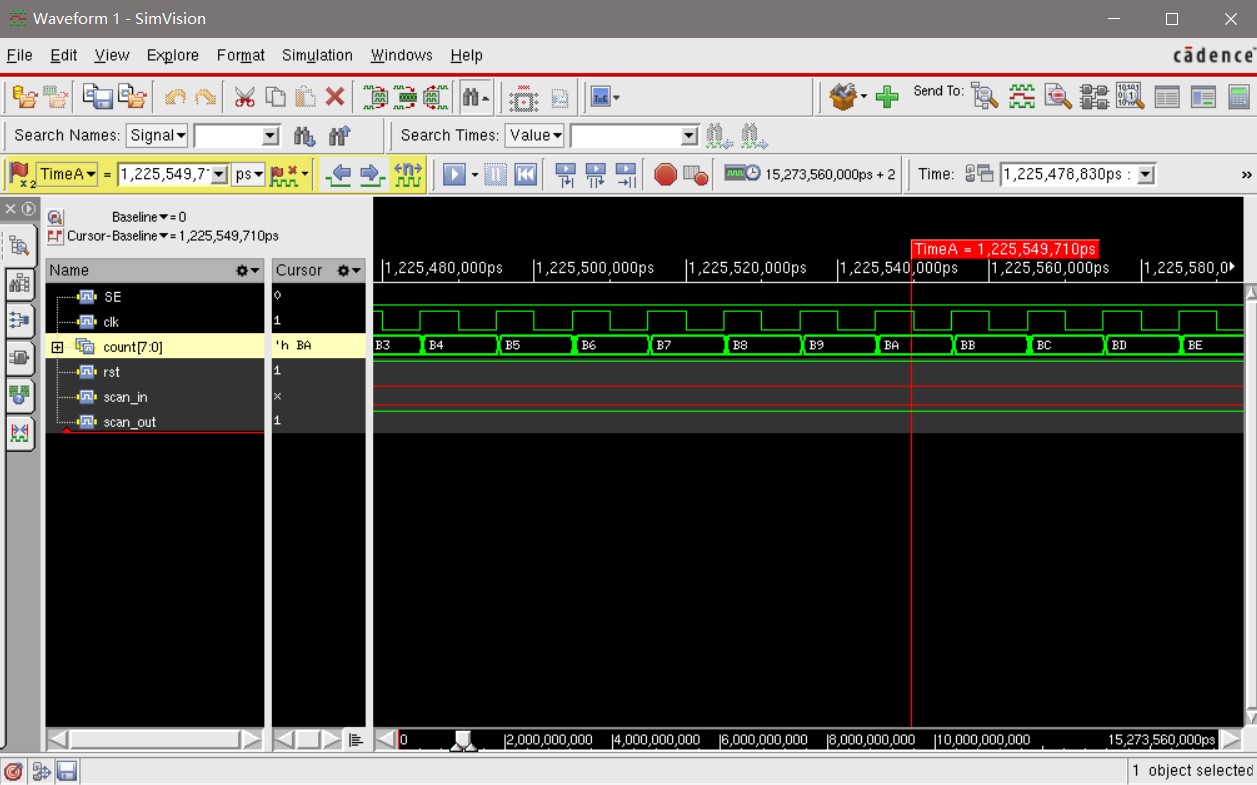 Waveform 1 - SimVision
File Edit View Explore Format Simulation Windows Help
cādence
Send To:
Search Names: Signal Search Times: Value
x2 TimeA = 1,225,549,7 ps 15,273,560,000ps + 2 Time: 1,225,478,830ps : »
Baseline = 0
Cursor-Baseline = 1,225,549,710ps
TimeA = 1,225,549,710ps
Name Cursor 1,225,480,000ps 1,225,500,000ps 1,225,520,000ps 1,225,540,000ps 1,225,560,000ps 1,225,580,0
SE 0
clk 1
count[7:0] 'h BA B3 B4 B5 B6 B7 B8 B9 BA BB BC BD BE
rst 1
scan_in x
scan_out 1
0 2,000,000,000 4,000,000,000 6,000,000,000 8,000,000,000 10,000,000,000 15,273,560,000ps
1 object selected